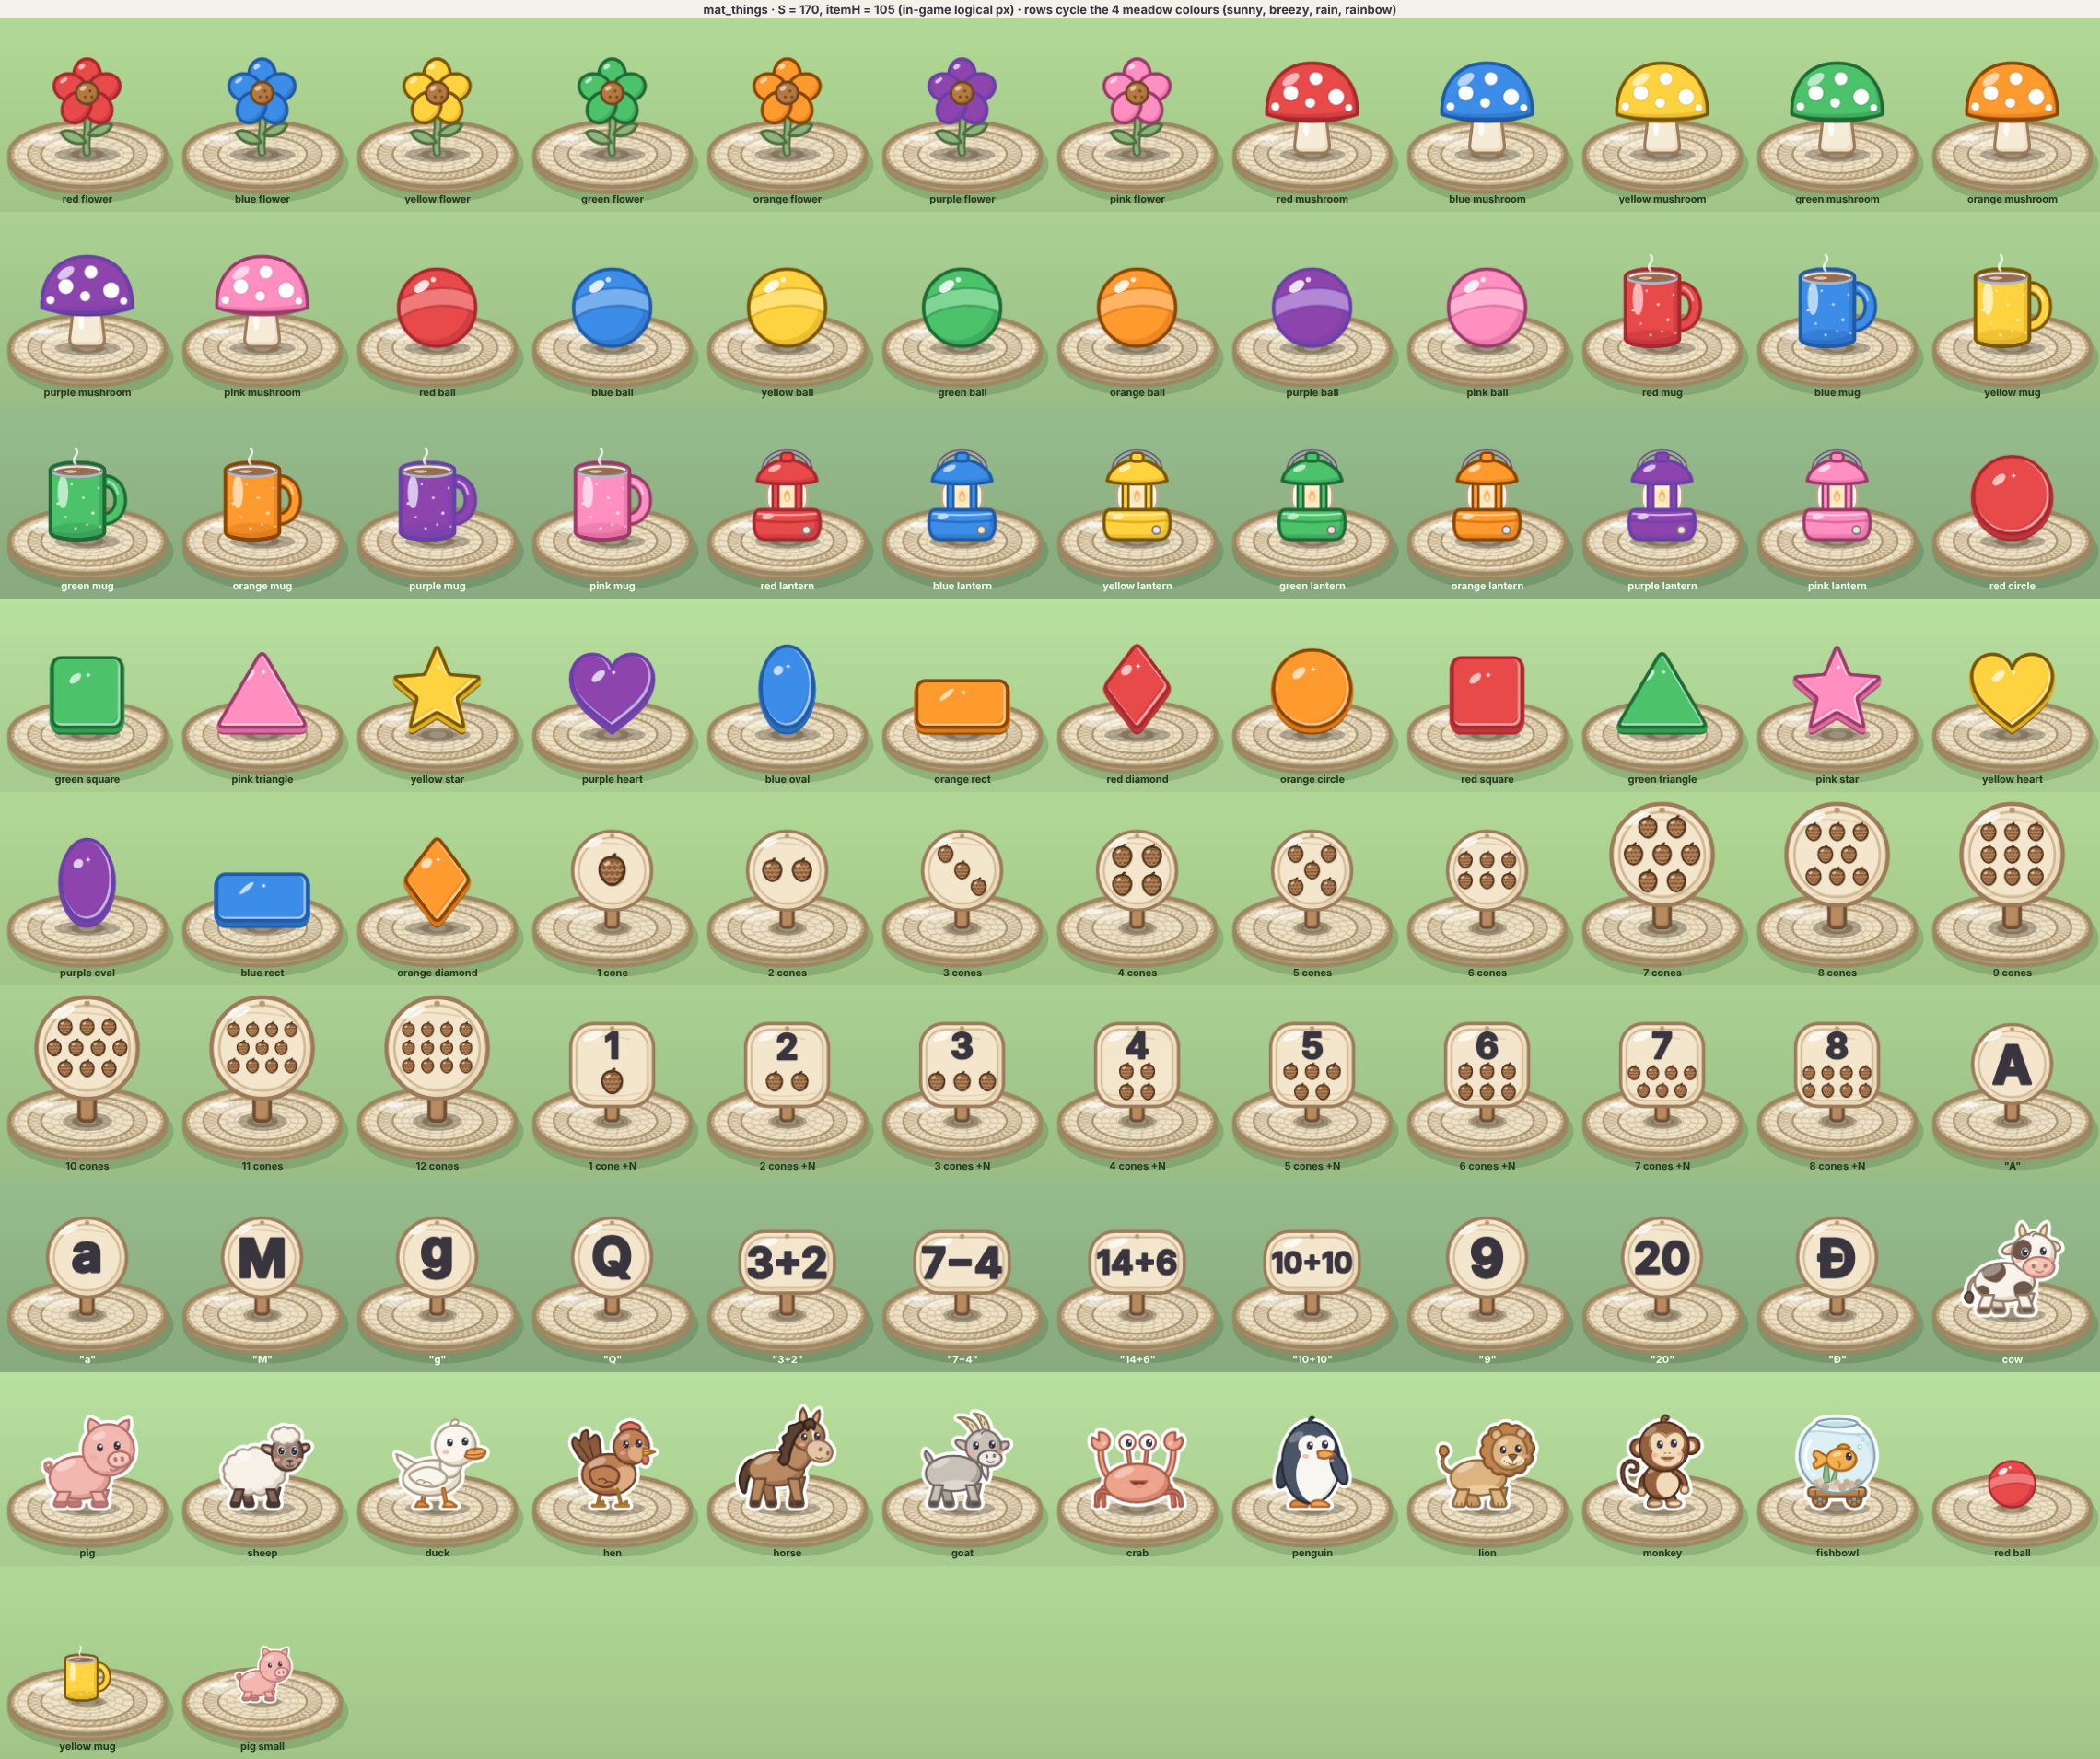 mat_things · S = 170, itemH = 105 (in-game logical px) · rows cycle the 4 meadow colours (sunny, breezy, rain, rainbow)
red flower blue flower yellow flower green flower orange flower purple flower pink flower red mushroom blue mushroom yellow mushroom green mushroom orange mushroom
purple mushroom pink mushroom red ball blue ball yellow ball green ball orange ball purple ball pink ball red mug blue mug yellow mug
green mug orange mug purple mug pink mug red lantern blue lantern yellow lantern green lantern orange lantern purple lantern pink lantern red circle
green square pink triangle yellow star purple heart blue oval orange rect red diamond orange circle red square green triangle pink star yellow heart
purple oval blue rect orange diamond 1 cone 2 cones 3 cones 4 cones 5 cones 6 cones 7 cones 8 cones 9 cones
1 2 3 4 5 6 7 8 A
10 cones 11 cones 12 cones 1 cone +N 2 cones +N 3 cones +N 4 cones +N 5 cones +N 6 cones +N 7 cones +N 8 cones +N "A"
a M g Q 3+2 7−4 14+6 10+10 9 20 Đ
"a" "M" "g" "Q" "3+2" "7−4" "14+6" "10+10" "9" "20" "Đ" cow
pig sheep duck hen horse goat crab penguin lion monkey fishbowl red ball
yellow mug pig small